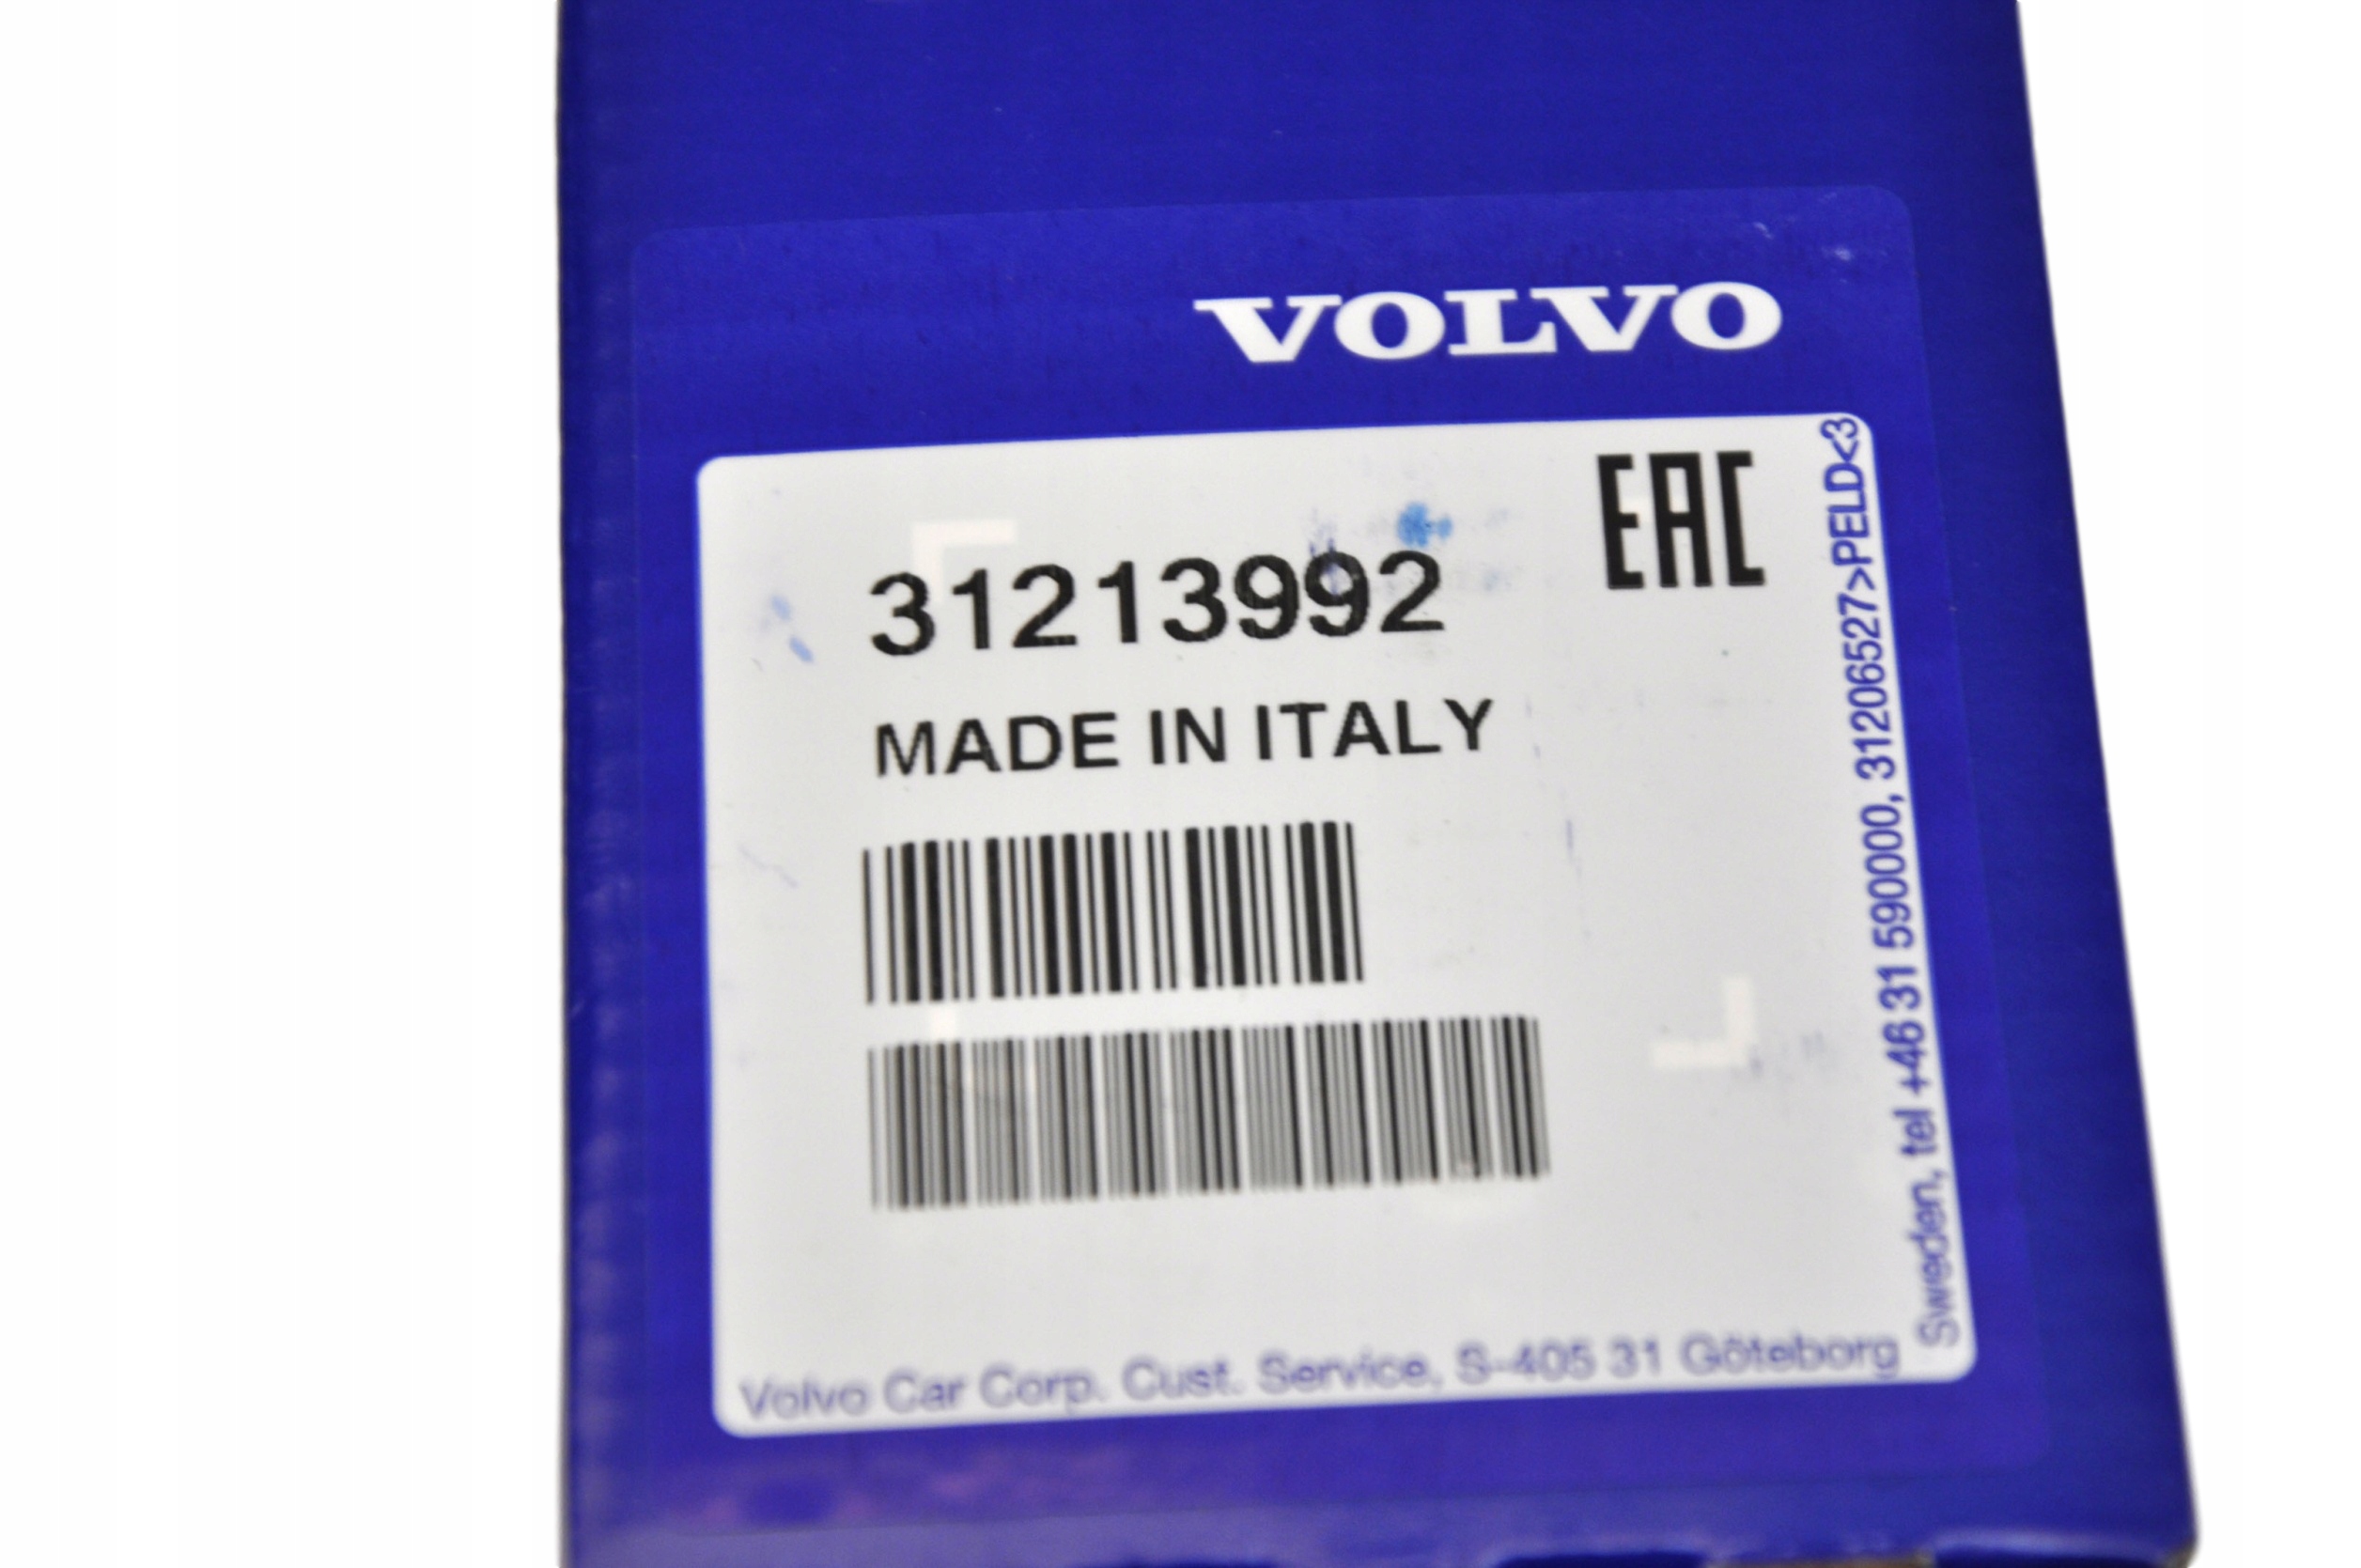 VOLVO
EAC
31213992
MADE IN ITALY
Volvo Car Corp. Cust. Service, S-405 31 Göteborg
Sweden, tel +46 31 590000, 31206527>PELD<3